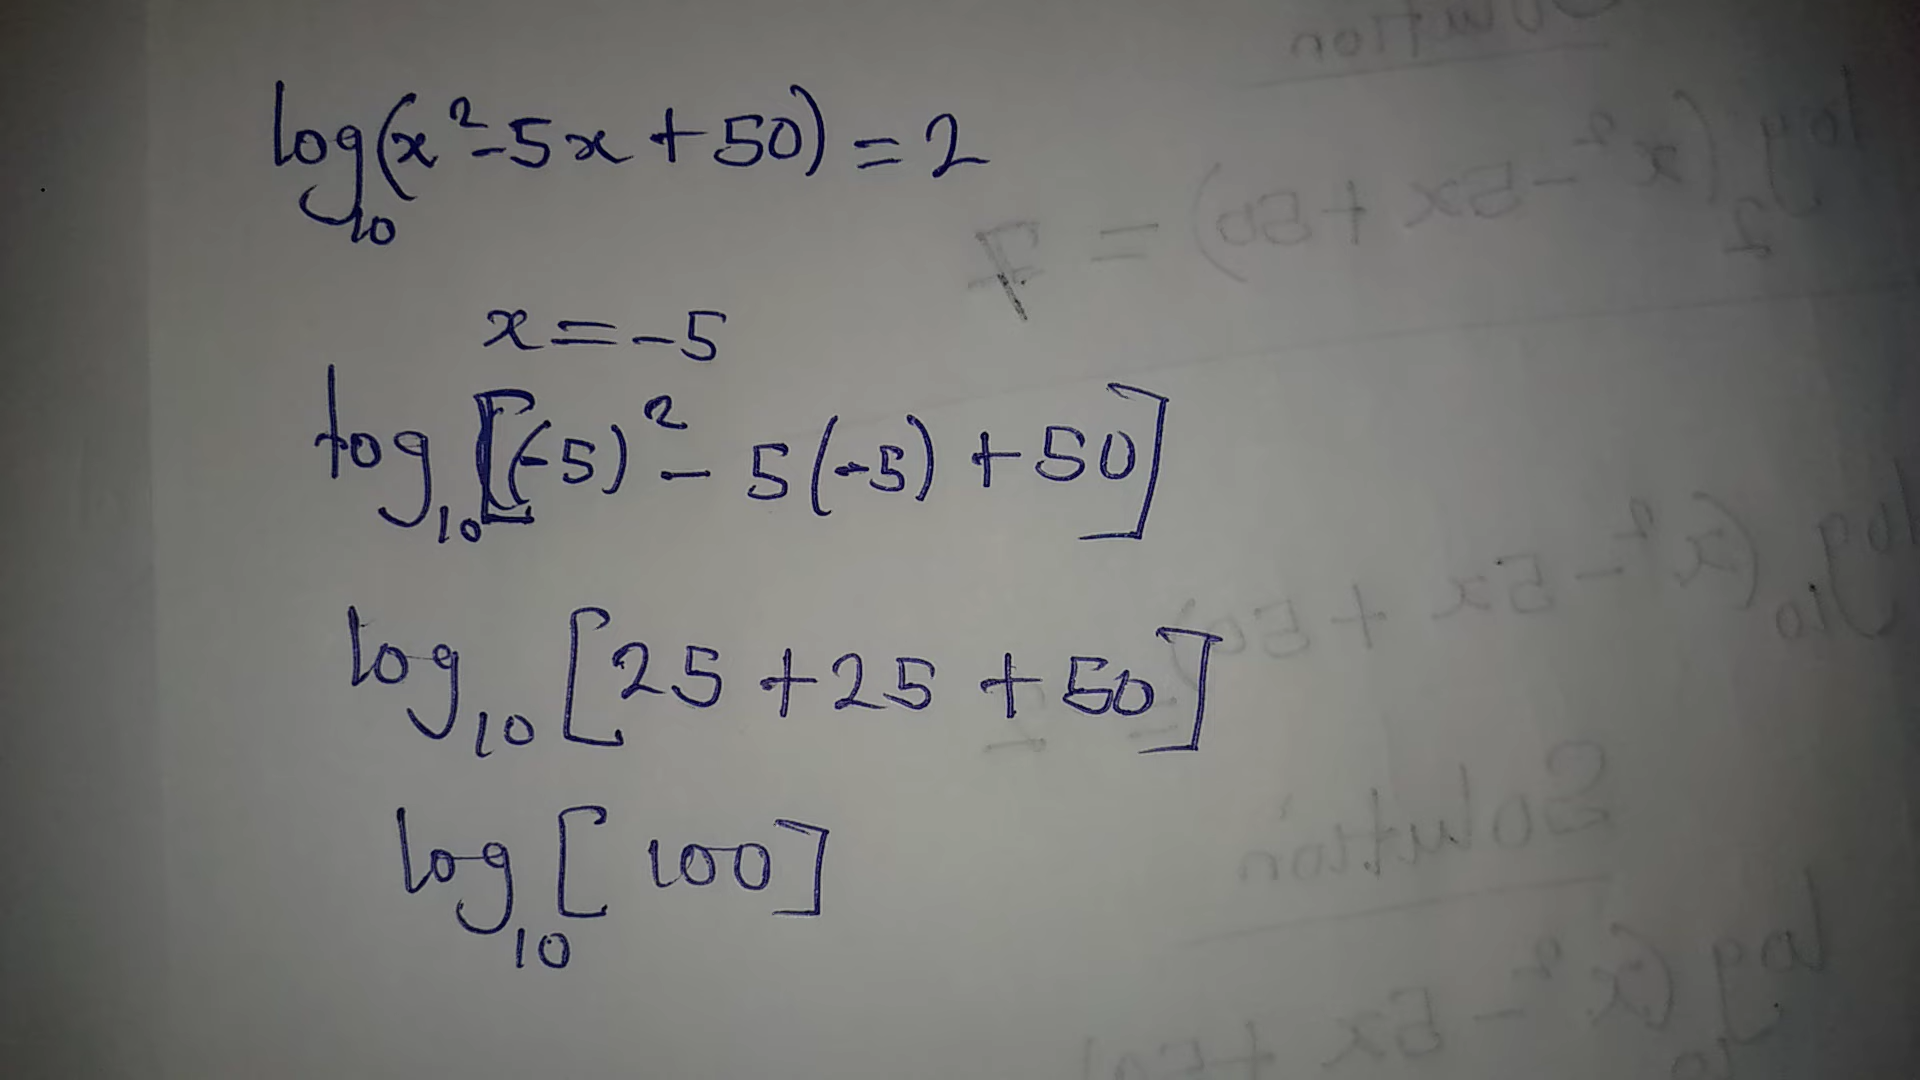 log₁₀(x²-5x+50)=2
x=-5
log₁₀[(-5)²-5(-5)+50]
log₁₀[25+25+50]
log₁₀[100]